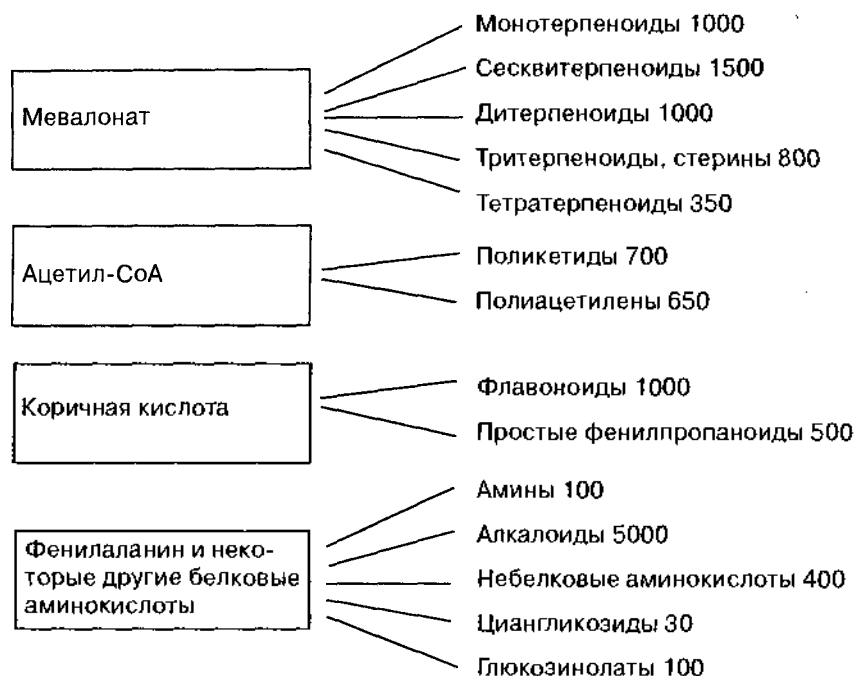 Мевалонат
Монотерпеноиды 1000
Сесквитерпеноиды 1500
Дитерпеноиды 1000
Тритерпеноиды, стерины 800
Тетратерпеноиды 350
Ацетил-СоА
Поликетиды 700
Полиацетилены 650
Коричная кислота
Флавоноиды 1000
Простые фенилпропаноиды 500
Фенилаланин и неко-
торые другие белковые
аминокислоты
Амины 100
Алкалоиды 5000
Небелковые аминокислоты 400
Циангликозиды 30
Глюкозинолаты 100